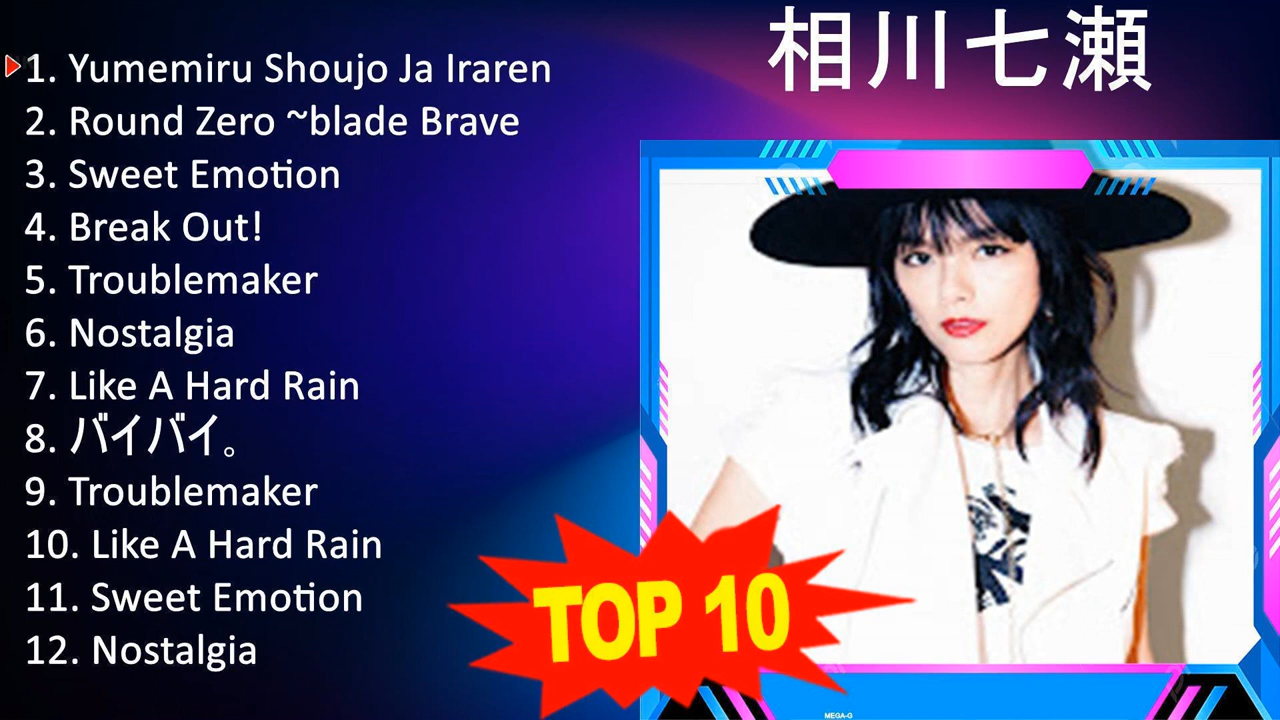 相川七瀬
1. Yumemiru Shoujo Ja Iraren
2. Round Zero ~blade Brave
3. Sweet Emotion
4. Break Out!
5. Troublemaker
6. Nostalgia
7. Like A Hard Rain
8. バイバイ。
9. Troublemaker
10. Like A Hard Rain
11. Sweet Emotion
12. Nostalgia
TOP 10
MEGA-G